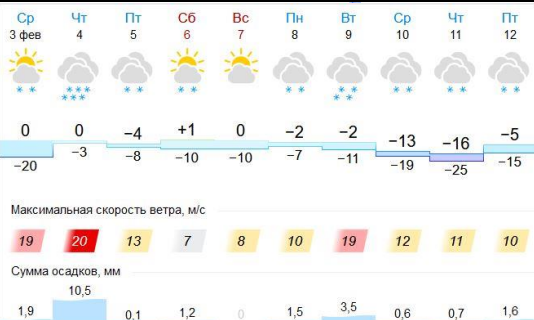 Ср Чт Пт Сб Вс Пн Вт Ср Чт Пт
3 фев 4 5 6 7 8 9 10 11 12
0 0 −4 +1 0 −2 −2 −13 −16 −5
−20 −3 −8 −10 −10 −7 −11 −19 −25 −15
Максимальная скорость ветра, м/с
19 20 13 7 8 10 19 12 11 10
Сумма осадков, мм
1,9 10,5 0,1 1,2 0 1,5 3,5 0,6 0,7 1,6